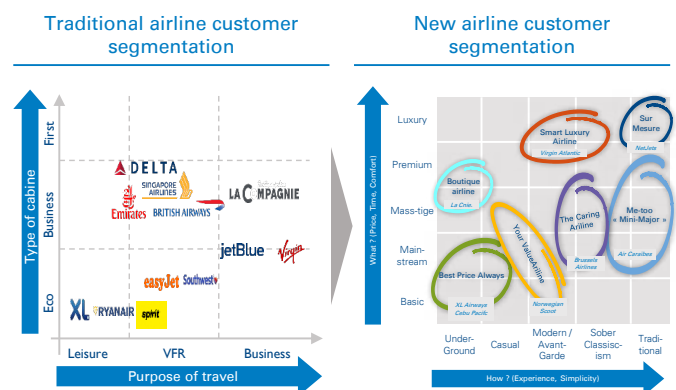 Traditional airline customer
segmentation
New airline customer
segmentation
Type of cabine
First
Business
Eco
DELTA
SINGAPORE
AIRLINES
Emirates
BRITISH AIRWAYS
LA COMPAGNIE
jetBlue
Virgin
easyJet
Southwest
XL
RYANAIR
spirit
Leisure
VFR
Business
Purpose of travel
What ? (Price, Time, Comfort)
Luxury
Premium
Mass-tige
Main-
stream
Basic
Sur
Mesure
NetJets
Smart Luxury
Airline
Virgin Atlantic
Boutique
airline
La Cnie.
The Caring
Ariline
Brussels
Airlines
Me-too
« Mini-Major »
Air Caraibes
Your ValueAriline
Norwegian
Scoot
Best Price Always
XL Airways
Cebu Pacifc
Under-
Ground
Casual
Modern /
Avant-
Garde
Sober
Classisc-
ism
Tradi-
tional
How ? (Experience, Simplicity)